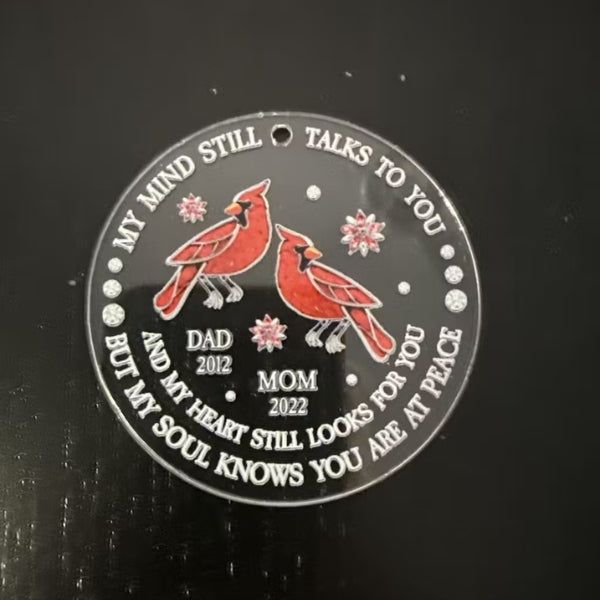 MY MIND STILL TALKS TO YOU
DAD
2012
MOM
2022
AND MY HEART STILL LOOKS FOR YOU
BUT MY SOUL KNOWS YOU ARE AT PEACE